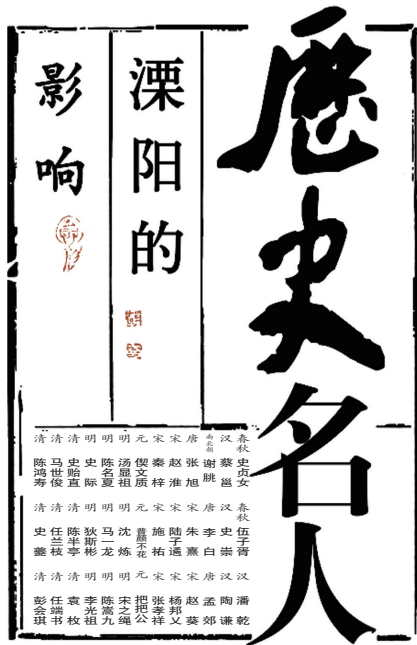 影响
溧阳的
歷史名人
春秋 史贞女
汉 蔡邕
南北朝 谢朓
唐 张旭
宋 赵淮
宋 秦梓
元 偰文质
明 汤显祖
明 陈名夏
明 史际
清 史贻直
清 马世俊
清 陈鸿寿
春秋 伍子胥
汉 史崇
唐 李白
宋 朱熹
宋 陆子遹
宋 施祐
元 普颜不花
明 沈炼
明 马一龙
明 狄斯彬
清 陈半亭
清 任兰枝
清 史夔
汉 潘乾
汉 陶谦
唐 孟郊
宋 赵葵
宋 杨邦乂
宋 张孝祥
元 把把公
明 宋之绳
明 陈嵩九
明 李光祖
清 袁枚
清 任端书
清 彭会琪